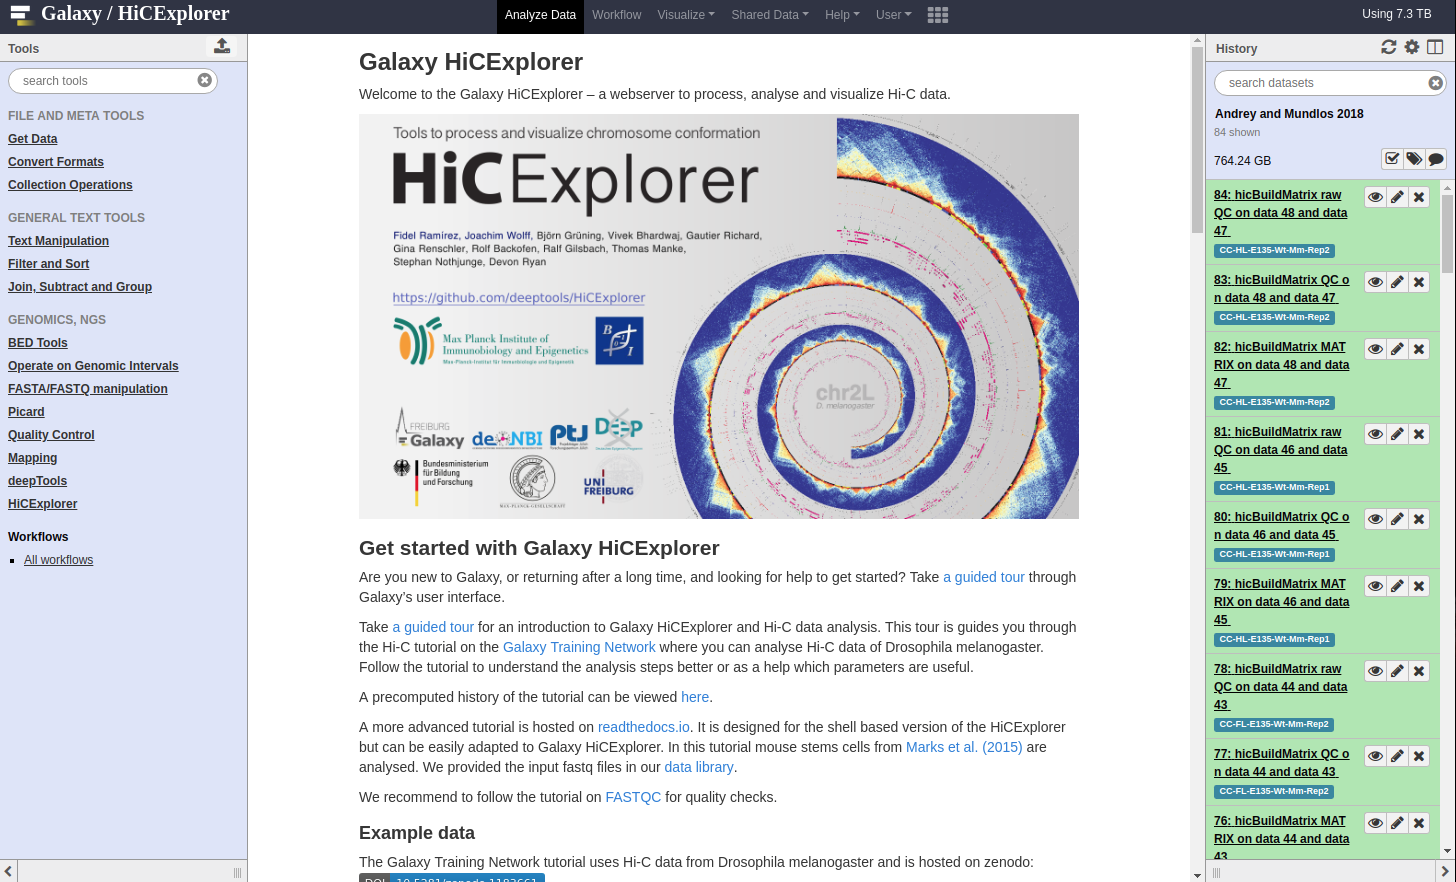 Galaxy / HiCExplorer
Analyze Data
Workflow
Visualize
Shared Data
Help
User
Using 7.3 TB
Tools
search tools
FILE AND META TOOLS
Get Data
Convert Formats
Collection Operations
GENERAL TEXT TOOLS
Text Manipulation
Filter and Sort
Join, Subtract and Group
GENOMICS, NGS
BED Tools
Operate on Genomic Intervals
FASTA/FASTQ manipulation
Picard
Quality Control
Mapping
deepTools
HiCExplorer
Workflows
All workflows
Galaxy HiCExplorer
Welcome to the Galaxy HiCExplorer – a webserver to process, analyse and visualize Hi-C data.
Tools to process and visualize chromosome conformation
HiCExplorer
Fidel Ramírez, Joachim Wolff, Björn Grüning, Vivek Bhardwaj, Gautier Richard,
Gina Renschler, Rolf Backofen, Ralf Gilsbach, Thomas Manke,
Stephan Nothjunge, Devon Ryan
https://github.com/deeptools/HiCExplorer
Max Planck Institute of
Immunobiology and Epigenetics
Max-Planck-Institut für Immunbiologie und Epigenetik
chr2L
D. melanogaster
FREIBURG
Galaxy
de.NBI
PtJ
DEEP
Bundesministerium
für Bildung
und Forschung
MAX-PLANCK-GESELLSCHAFT
UNI
FREIBURG
Get started with Galaxy HiCExplorer
Are you new to Galaxy, or returning after a long time, and looking for help to get started? Take a guided tour through
Galaxy’s user interface.
Take a guided tour for an introduction to Galaxy HiCExplorer and Hi-C data analysis. This tour is guides you through
the Hi-C tutorial on the Galaxy Training Network where you can analyse Hi-C data of Drosophila melanogaster.
Follow the tutorial to understand the analysis steps better or as a help which parameters are useful.
A precomputed history of the tutorial can be viewed here.
A more advanced tutorial is hosted on readthedocs.io. It is designed for the shell based version of the HiCExplorer
but can be easily adapted to Galaxy HiCExplorer. In this tutorial mouse stems cells from Marks et al. (2015) are
analysed. We provided the input fastq files in our data library.
We recommend to follow the tutorial on FASTQC for quality checks.
Example data
The Galaxy Training Network tutorial uses Hi-C data from Drosophila melanogaster and is hosted on zenodo:
DOI 10.5281/zenodo.1183661
History
search datasets
Andrey and Mundlos 2018
84 shown
764.24 GB
84: hicBuildMatrix raw
QC on data 48 and data
47
CC-HL-E135-Wt-Mm-Rep2
83: hicBuildMatrix QC o
n data 48 and data 47
CC-HL-E135-Wt-Mm-Rep2
82: hicBuildMatrix MAT
RIX on data 48 and data
47
CC-HL-E135-Wt-Mm-Rep2
81: hicBuildMatrix raw
QC on data 46 and data
45
CC-HL-E135-Wt-Mm-Rep1
80: hicBuildMatrix QC o
n data 46 and data 45
CC-HL-E135-Wt-Mm-Rep1
79: hicBuildMatrix MAT
RIX on data 46 and data
45
CC-HL-E135-Wt-Mm-Rep1
78: hicBuildMatrix raw
QC on data 44 and data
43
CC-FL-E135-Wt-Mm-Rep2
77: hicBuildMatrix QC o
n data 44 and data 43
CC-FL-E135-Wt-Mm-Rep2
76: hicBuildMatrix MAT
RIX on data 44 and data
43